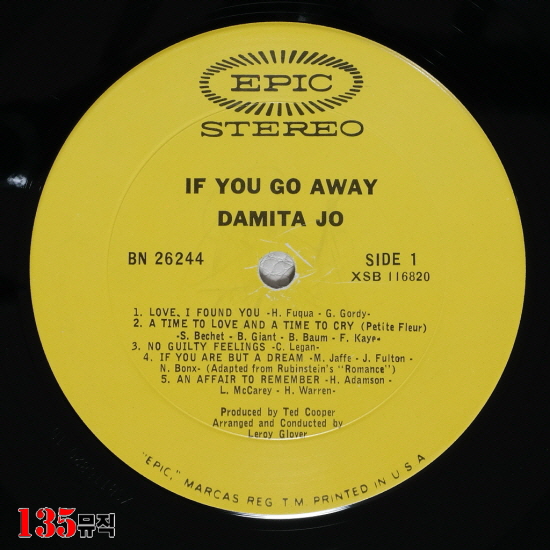 EPIC
STEREO
IF YOU GO AWAY
DAMITA JO
BN 26244 SIDE 1
XSB 116820
1. LOVE, I FOUND YOU -H. Fuqua - G. Gordy-
2. A TIME TO LOVE AND A TIME TO CRY (Petite Fleur)
-S. Bechet - B. Giant - B. Baum - F. Kaye-
3. NO GUILTY FEELINGS -C. Legan-
4. IF YOU ARE BUT A DREAM -M. Jaffe - J. Fulton -
N. Bonx- (Adapted from Rubinstein's "Romance")
5. AN AFFAIR TO REMEMBER -H. Adamson -
L. McCarey - H. Warren-
Produced by Ted Cooper
Arranged and Conducted by
Leroy Glover
"EPIC," MARCAS REG T M PRINTED IN U S A
135뮤직